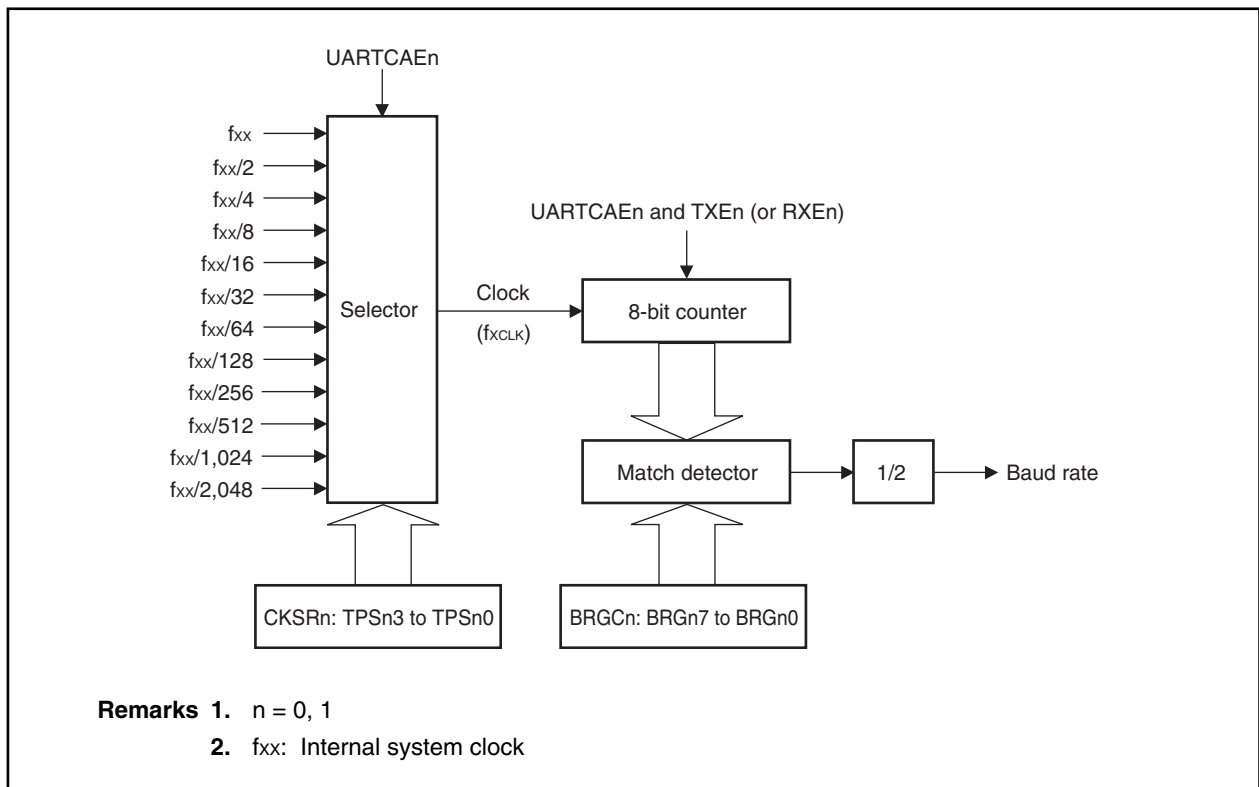 UARTCAEn
fxx
fxx/2
fxx/4
fxx/8
fxx/16
fxx/32
fxx/64
fxx/128
fxx/256
fxx/512
fxx/1,024
fxx/2,048
Selector
Clock
(fXCLK)
UARTCAEn and TXEn (or RXEn)
8-bit counter
Match detector
1/2
Baud rate
CKSRn: TPSn3 to TPSn0
BRGCn: BRGn7 to BRGn0
Remarks 1. n = 0, 1
2. fxx: Internal system clock